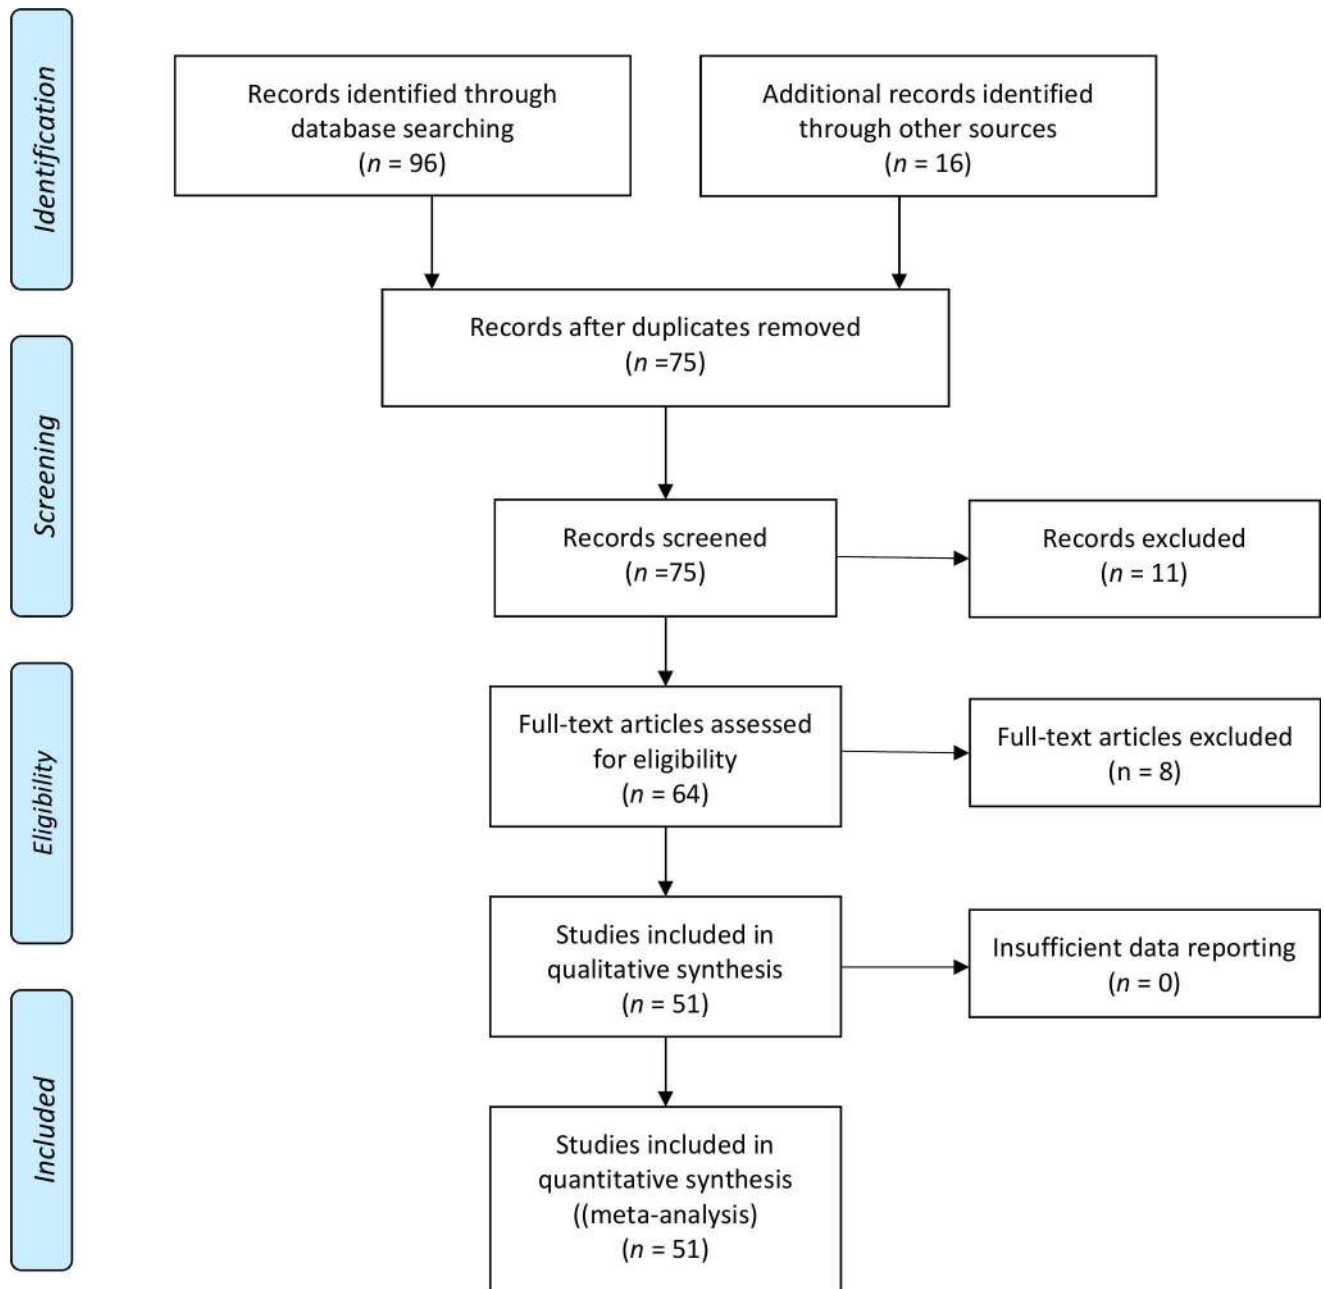 Identification
Records identified through
database searching
(n = 96)
Additional records identified
through other sources
(n = 16)
Records after duplicates removed
(n =75)
Screening
Records screened
(n =75)
Records excluded
(n = 11)
Eligibility
Full-text articles assessed
for eligibility
(n = 64)
Full-text articles excluded
(n = 8)
Studies included in
qualitative synthesis
(n = 51)
Insufficient data reporting
(n = 0)
Included
Studies included in
quantitative synthesis
((meta-analysis)
(n = 51)